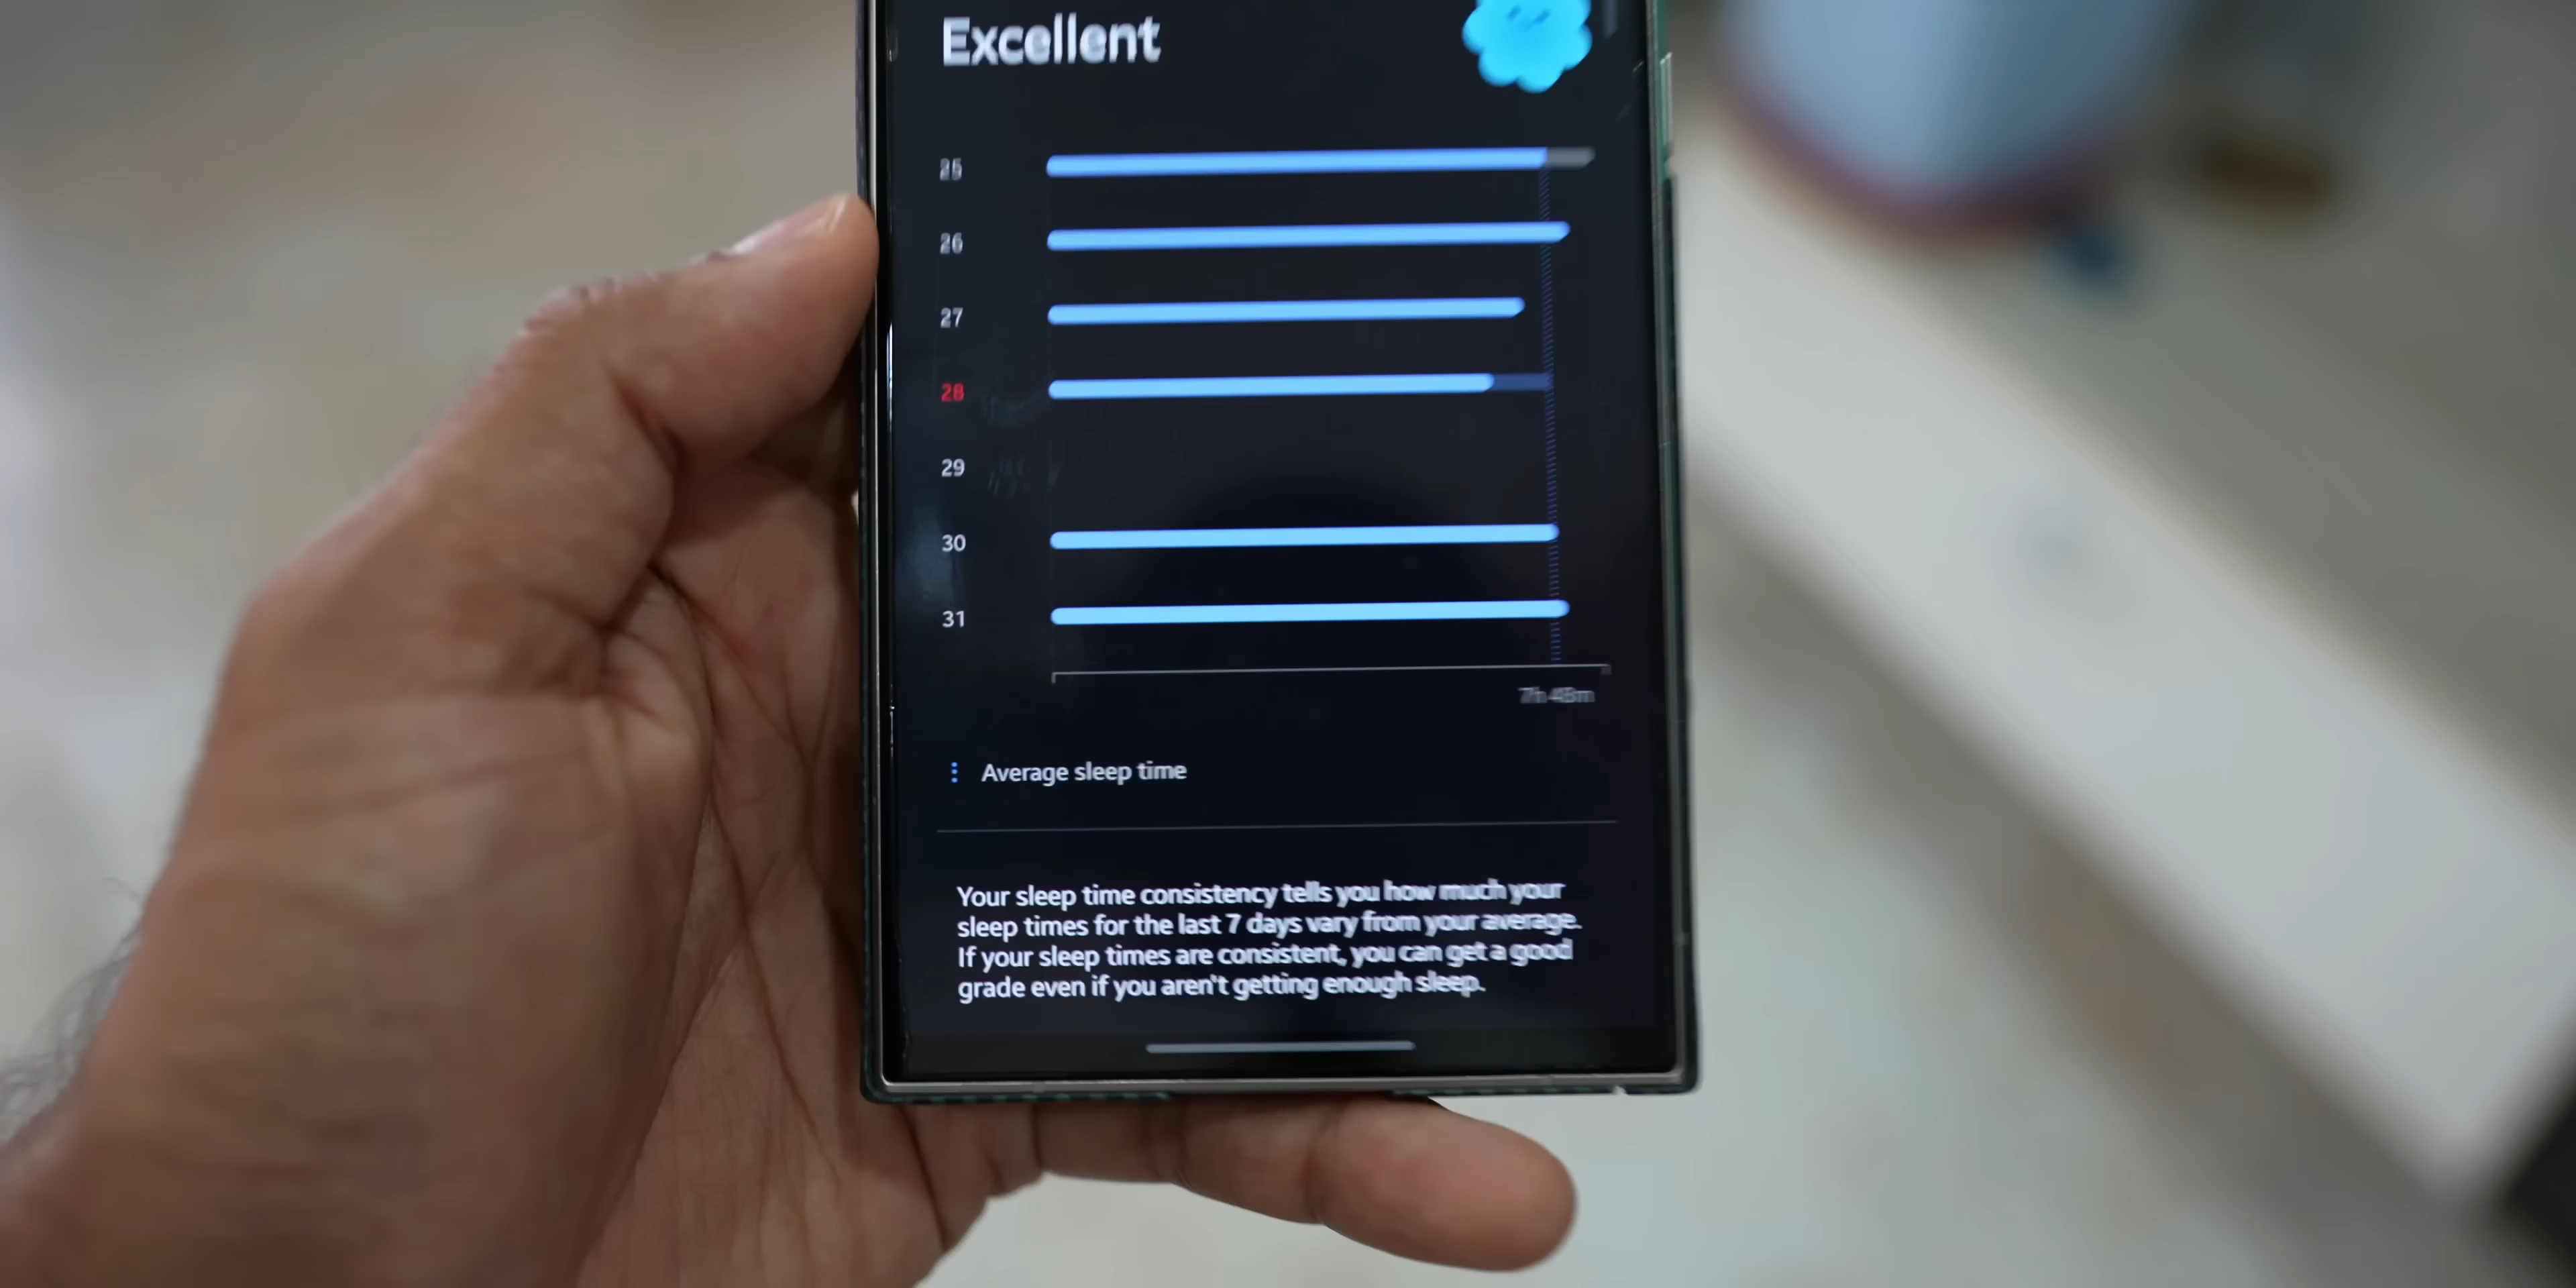 Excellent
25
26
27
28
29
30
31
7h 48m
Average sleep time
Your sleep time consistency tells you how much your
sleep times for the last 7 days vary from your average.
If your sleep times are consistent, you can get a good
grade even if you aren't getting enough sleep.